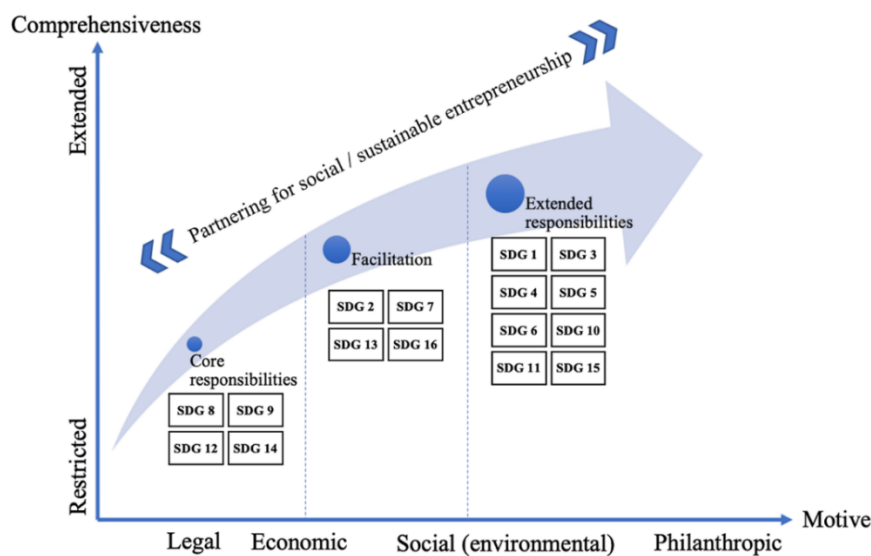 Comprehensiveness
Extended
Restricted
Partnering for social / sustainable entrepreneurship
Core
responsibilities
SDG 8 SDG 9
SDG 12 SDG 14
Facilitation
SDG 2 SDG 7
SDG 13 SDG 16
Extended
responsibilities
SDG 1 SDG 3
SDG 4 SDG 5
SDG 6 SDG 10
SDG 11 SDG 15
Legal Economic Social (environmental) Philanthropic
Motive